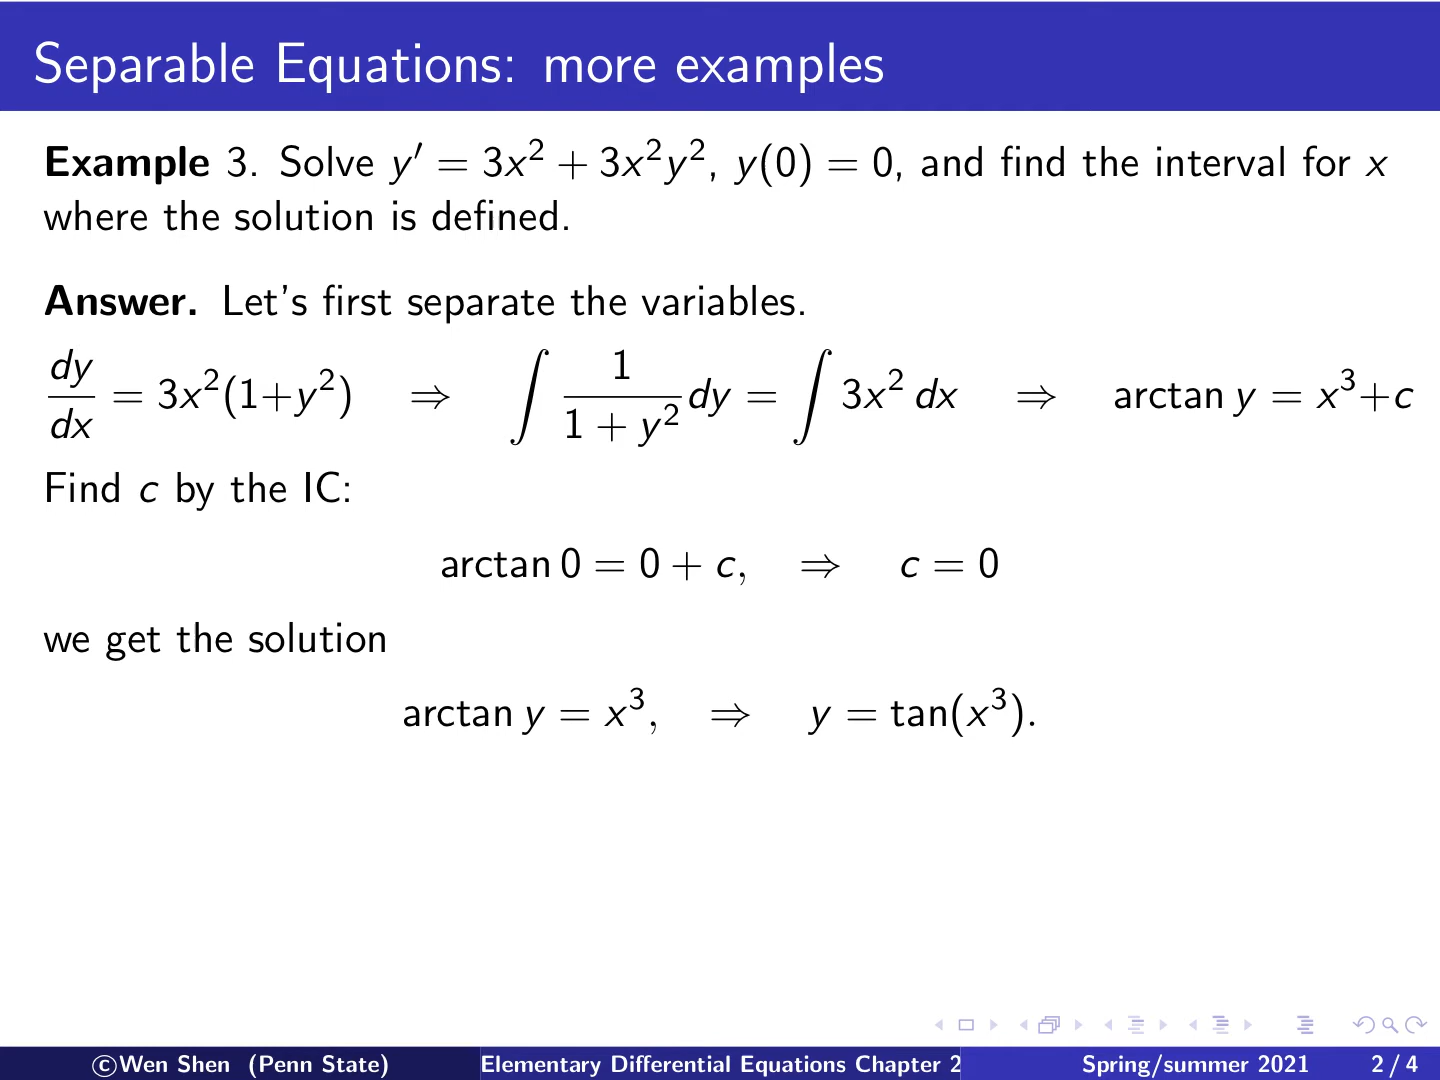 Separable Equations: more examples
Example 3. Solve y′ = 3x² + 3x²y², y(0) = 0, and find the interval for x
where the solution is defined.
Answer. Let's first separate the variables.
dy/dx = 3x²(1+y²) ⇒ ∫ 1/(1 + y²) dy = ∫ 3x² dx ⇒ arctan y = x³+c
Find c by the IC:
arctan 0 = 0 + c, ⇒ c = 0
we get the solution
arctan y = x³, ⇒ y = tan(x³).
©Wen Shen (Penn State) Elementary Differential Equations Chapter 2 Spring/summer 2021 2 / 4